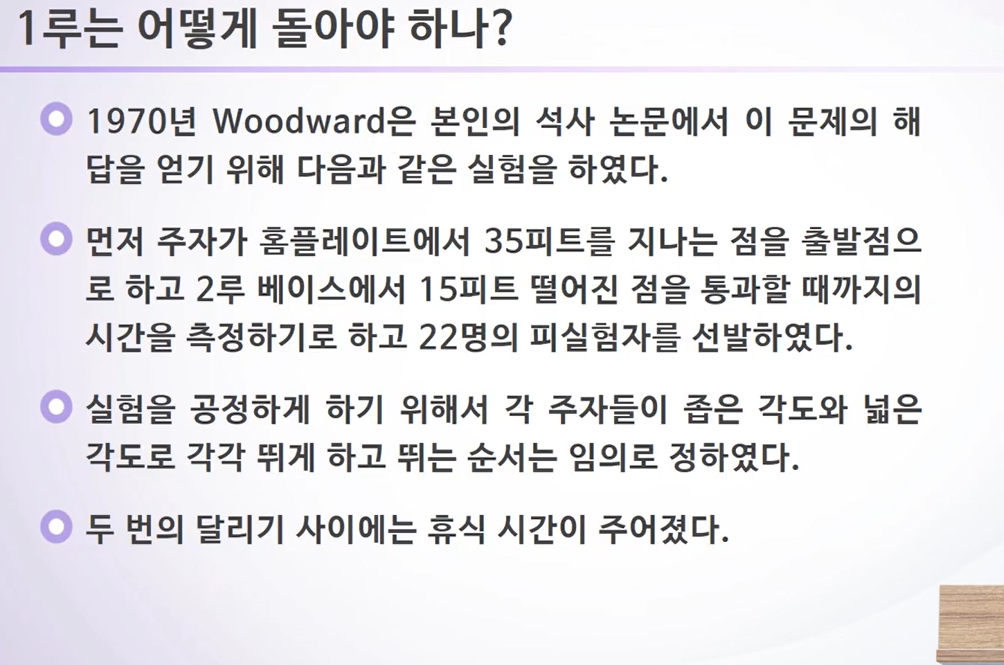 1루는 어떻게 돌아야 하나?
1970년 Woodward은 본인의 석사 논문에서 이 문제의 해
답을 얻기 위해 다음과 같은 실험을 하였다.
먼저 주자가 홈플레이트에서 35피트를 지나는 점을 출발점으
로 하고 2루 베이스에서 15피트 떨어진 점을 통과할 때까지의
시간을 측정하기로 하고 22명의 피실험자를 선발하였다.
실험을 공정하게 하기 위해서 각 주자들이 좁은 각도와 넓은
각도로 각각 뛰게 하고 뛰는 순서는 임의로 정하였다.
두 번의 달리기 사이에는 휴식 시간이 주어졌다.